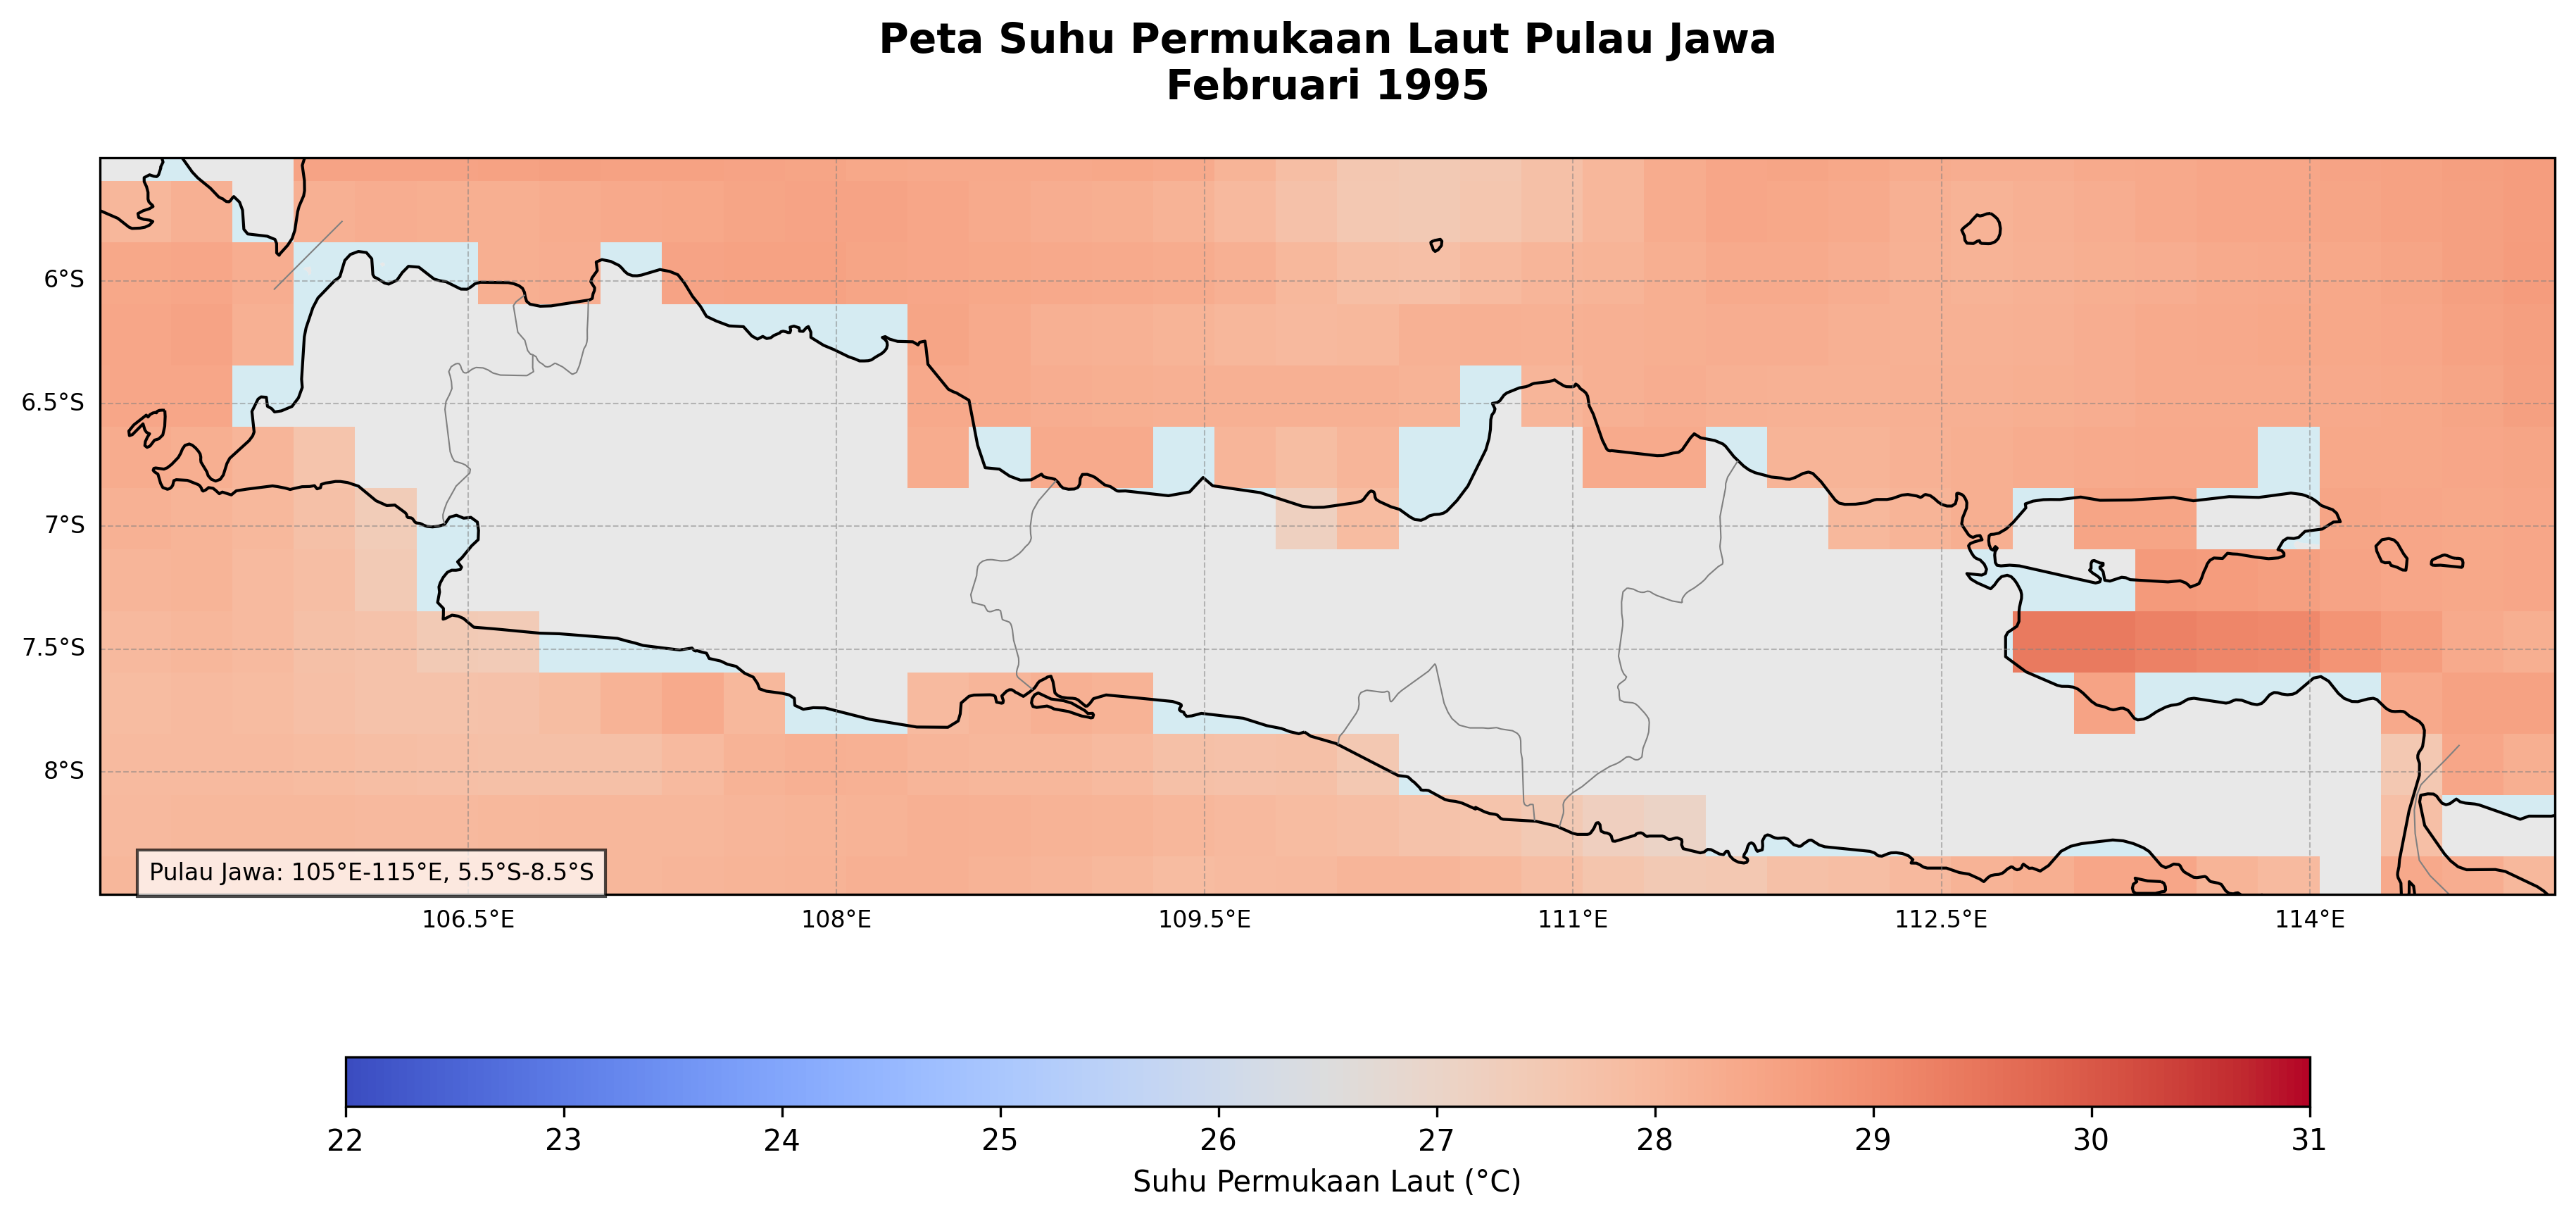 Peta Suhu Permukaan Laut Pulau Jawa
Februari 1995
6°S
6.5°S
7°S
7.5°S
8°S
Pulau Jawa: 105°E-115°E, 5.5°S-8.5°S
106.5°E 108°E 109.5°E 111°E 112.5°E 114°E
22 23 24 25 26 27 28 29 30 31
Suhu Permukaan Laut (°C)